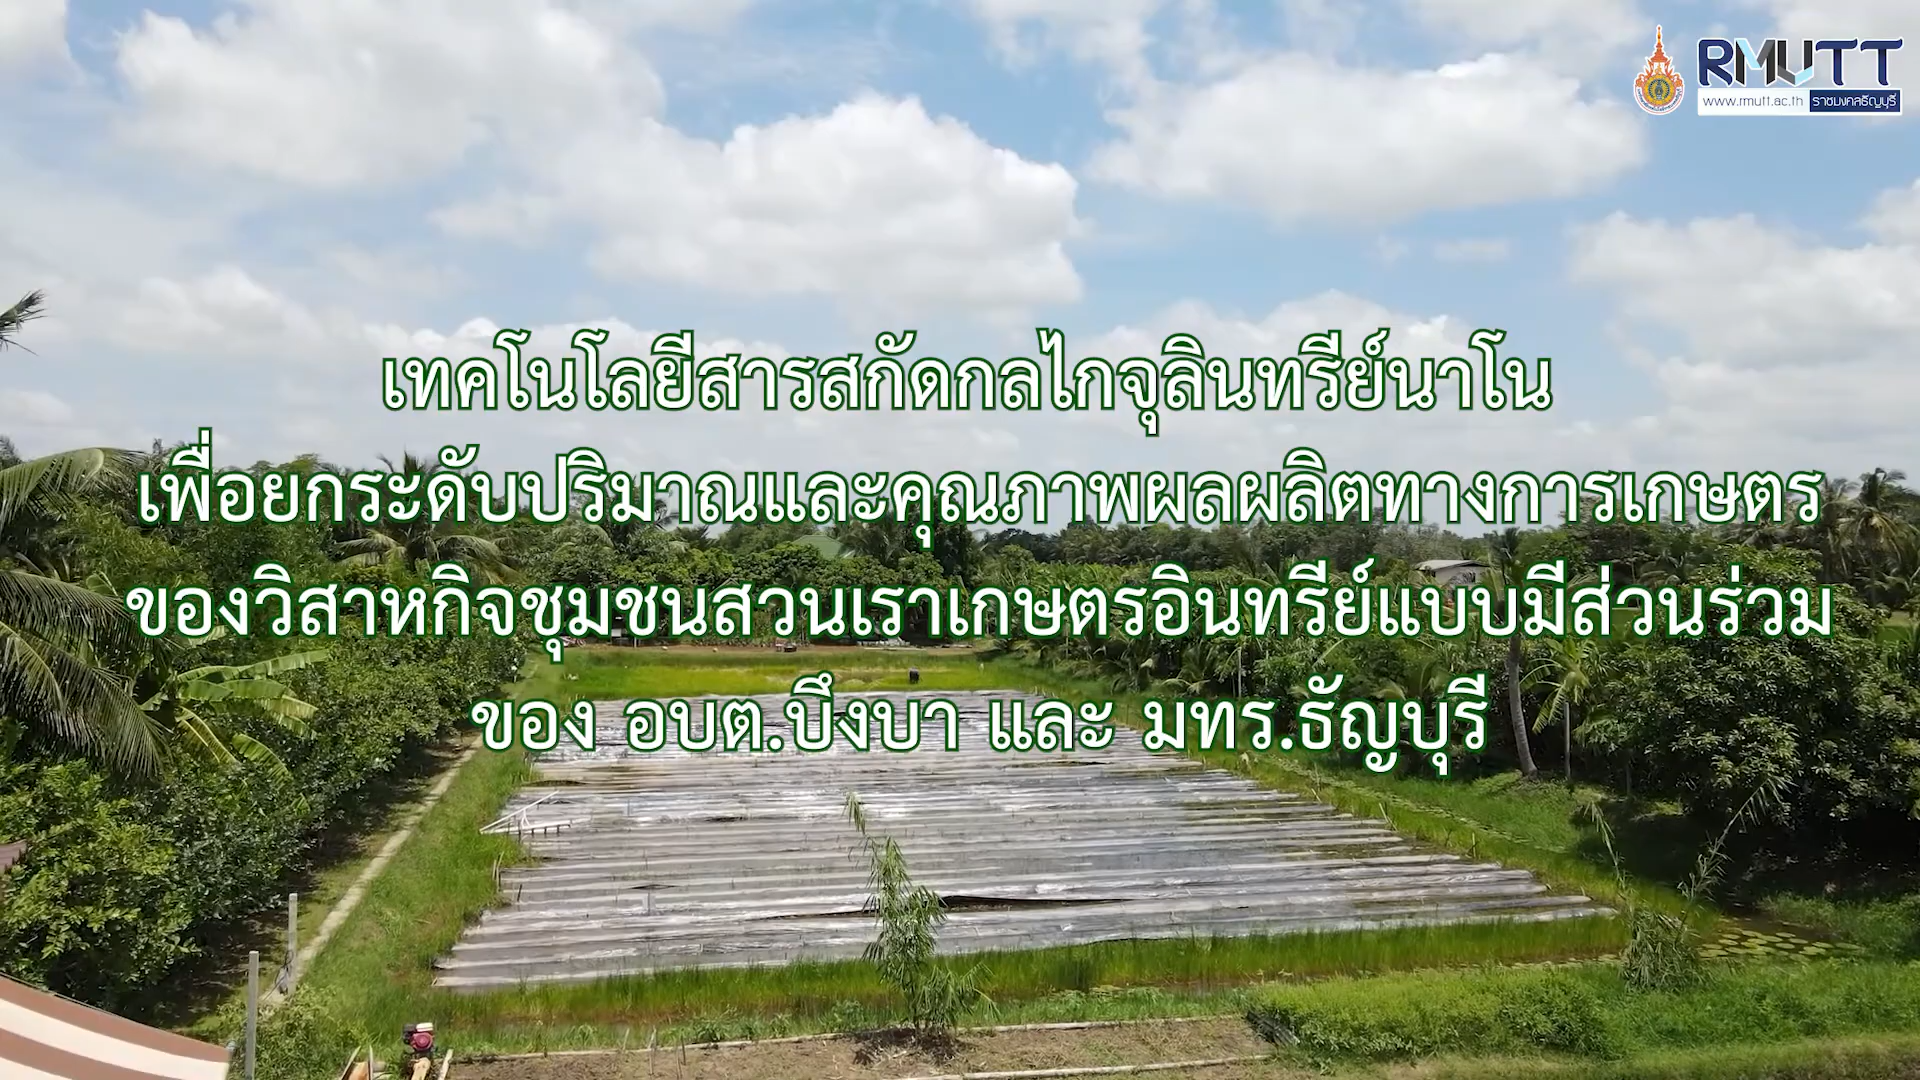 RMUTT
www.rmutt.ac.th ราชมงคลธัญบุรี
เทคโนโลยีสารสกัดกลไกจุลินทรีย์นาโน
เพื่อยกระดับปริมาณและคุณภาพผลผลิตทางการเกษตร
ของวิสาหกิจชุมชนสวนเราเกษตรอินทรีย์แบบมีส่วนร่วม
ของ อบต.บึงบา และ มทร.ธัญบุรี